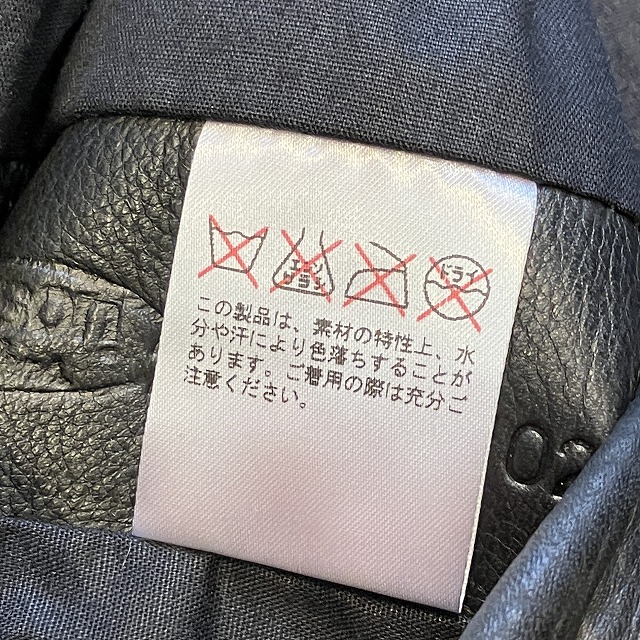 エンソ
サラシ
ドライ
この製品は、素材の特性上、水
分や汗により色落ちすることが
あります。ご着用の際は充分ご
注意ください。
02